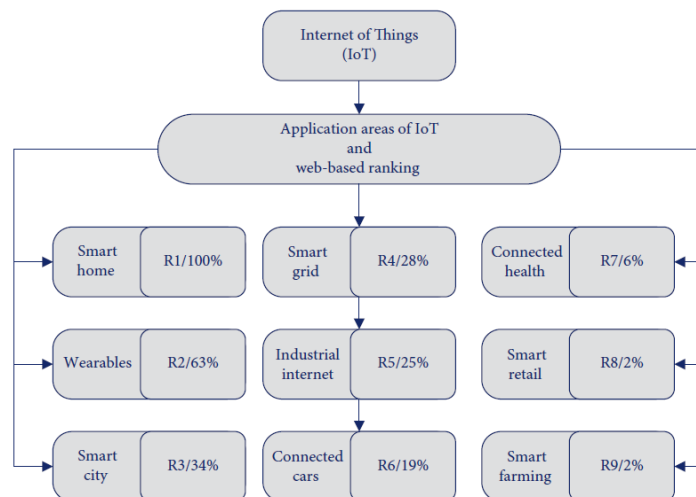 Internet of Things
(IoT)
Application areas of IoT
and
web-based ranking
Smart
home
R1/100%
Smart
grid
R4/28%
Connected
health
R7/6%
Wearables
R2/63%
Industrial
internet
R5/25%
Smart
retail
R8/2%
Smart
city
R3/34%
Connected
cars
R6/19%
Smart
farming
R9/2%